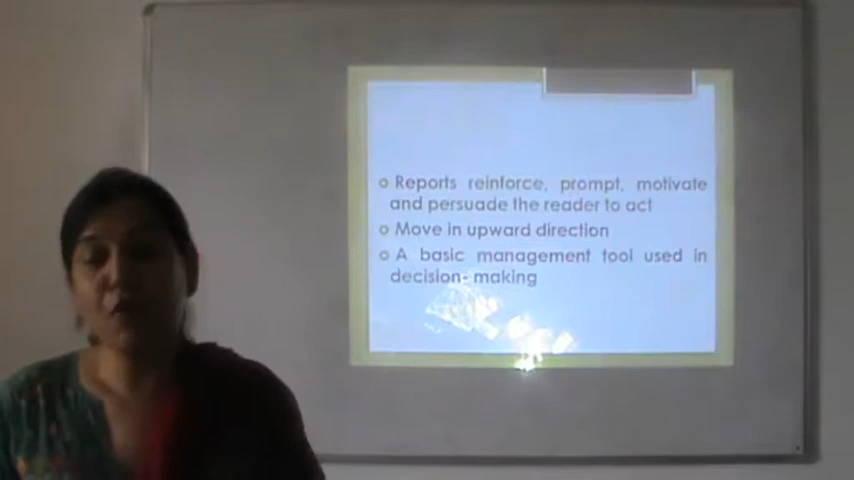 Reports reinforce, prompt, motivate
and persuade the reader to act
Move in upward direction
A basic management tool used in
decision- making